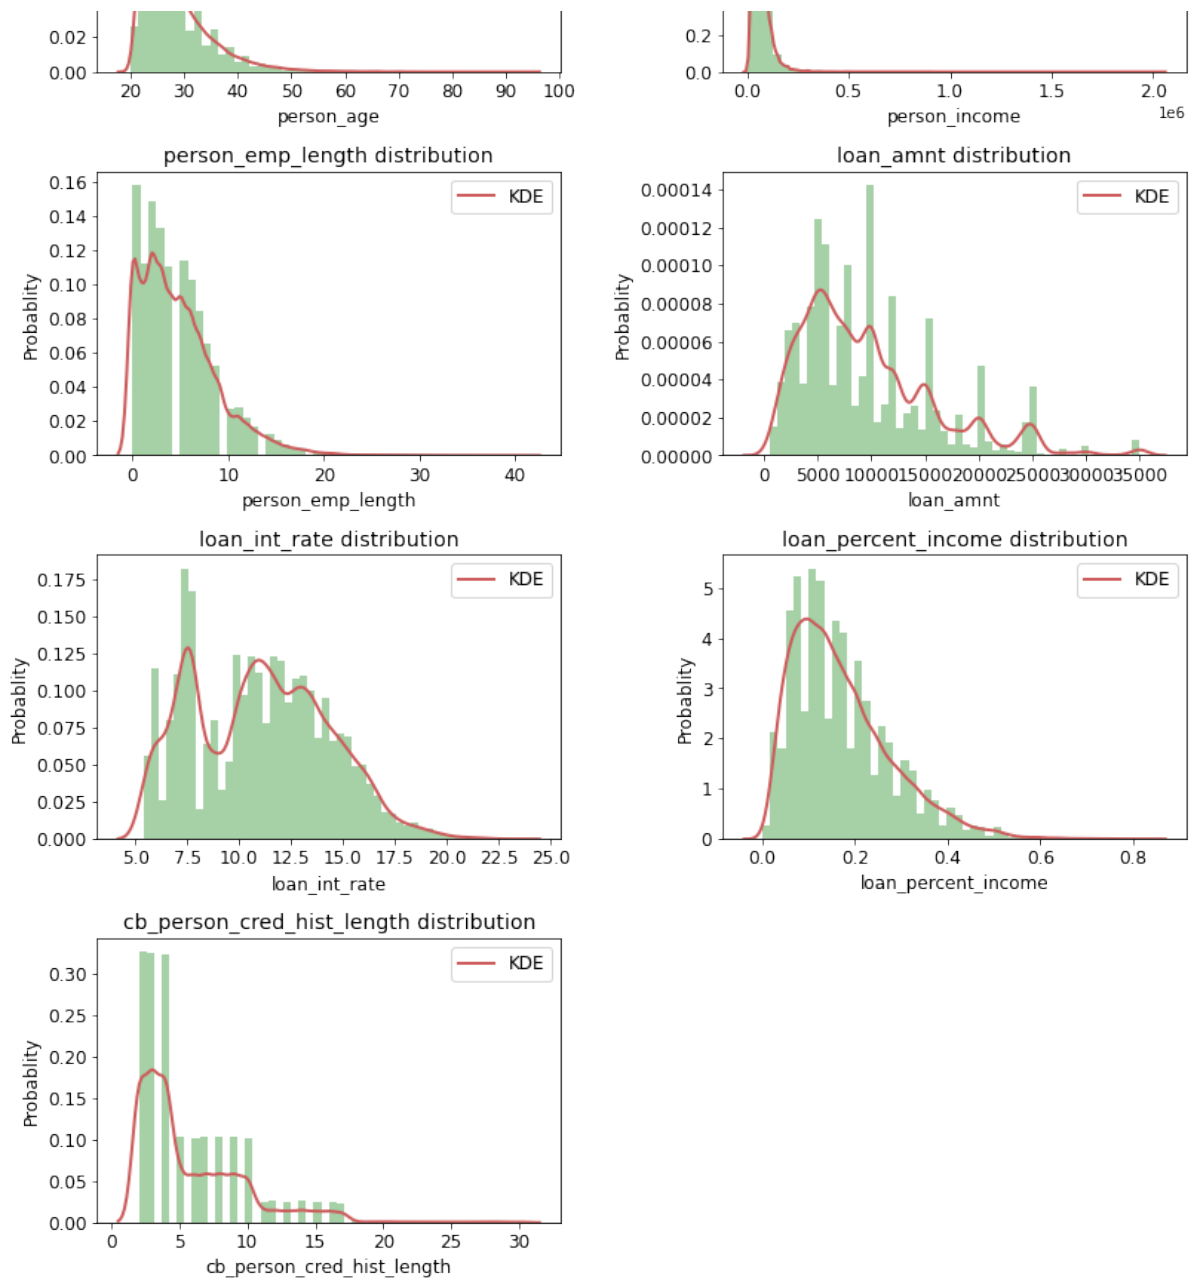 0.02
0.00
20 30 40 50 60 70 80 90 100
person_age
0.2
0.0
0.0 0.5 1.0 1.5 2.0
1e6
person_income
person_emp_length distribution
KDE
0.16
0.14
0.12
0.10
0.08
0.06
0.04
0.02
0.00
Probablity
0 10 20 30 40
person_emp_length
loan_amnt distribution
KDE
0.00014
0.00012
0.00010
0.00008
0.00006
0.00004
0.00002
0.00000
Probablity
0 5000 10000 15000 20000 25000 30000 35000
loan_amnt
loan_int_rate distribution
KDE
0.175
0.150
0.125
0.100
0.075
0.050
0.025
0.000
Probablity
5.0 7.5 10.0 12.5 15.0 17.5 20.0 22.5 25.0
loan_int_rate
loan_percent_income distribution
KDE
5
4
3
2
1
0
Probablity
0.0 0.2 0.4 0.6 0.8
loan_percent_income
cb_person_cred_hist_length distribution
KDE
0.30
0.25
0.20
0.15
0.10
0.05
0.00
Probablity
0 5 10 15 20 25 30
cb_person_cred_hist_length